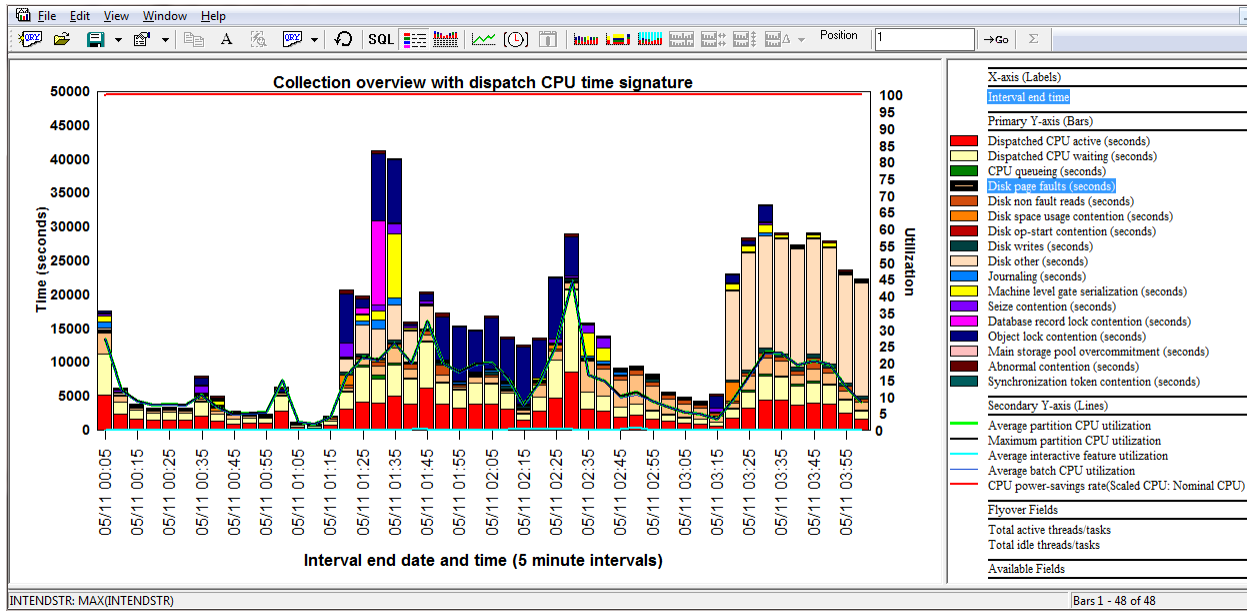 File Edit View Window Help
QRY A QRY SQL Position 1 Go Σ
Collection overview with dispatch CPU time signature
50000
45000
40000
35000
30000
25000
20000
15000
10000
5000
0
Time (seconds)
100
95
90
85
80
75
70
65
60
55
50
45
40
35
30
25
20
15
10
5
0
Utilization
05/11 00:05
05/11 00:15
05/11 00:25
05/11 00:35
05/11 00:45
05/11 00:55
05/11 01:05
05/11 01:15
05/11 01:25
05/11 01:35
05/11 01:45
05/11 01:55
05/11 02:05
05/11 02:15
05/11 02:25
05/11 02:35
05/11 02:45
05/11 02:55
05/11 03:05
05/11 03:15
05/11 03:25
05/11 03:35
05/11 03:45
05/11 03:55
Interval end date and time (5 minute intervals)
X-axis (Labels)
Interval end time
Primary Y-axis (Bars)
Dispatched CPU active (seconds)
Dispatched CPU waiting (seconds)
CPU queueing (seconds)
Disk page faults (seconds)
Disk non fault reads (seconds)
Disk space usage contention (seconds)
Disk op-start contention (seconds)
Disk writes (seconds)
Disk other (seconds)
Journaling (seconds)
Machine level gate serialization (seconds)
Seize contention (seconds)
Database record lock contention (seconds)
Object lock contention (seconds)
Main storage pool overcommitment (seconds)
Abnormal contention (seconds)
Synchronization token contention (seconds)
Secondary Y-axis (Lines)
Average partition CPU utilization
Maximum partition CPU utilization
Average interactive feature utilization
Average batch CPU utilization
CPU power-savings rate(Scaled CPU: Nominal CPU)
Flyover Fields
Total active threads/tasks
Total idle threads/tasks
Available Fields
INTENDSTR: MAX(INTENDSTR)
Bars 1 - 48 of 48